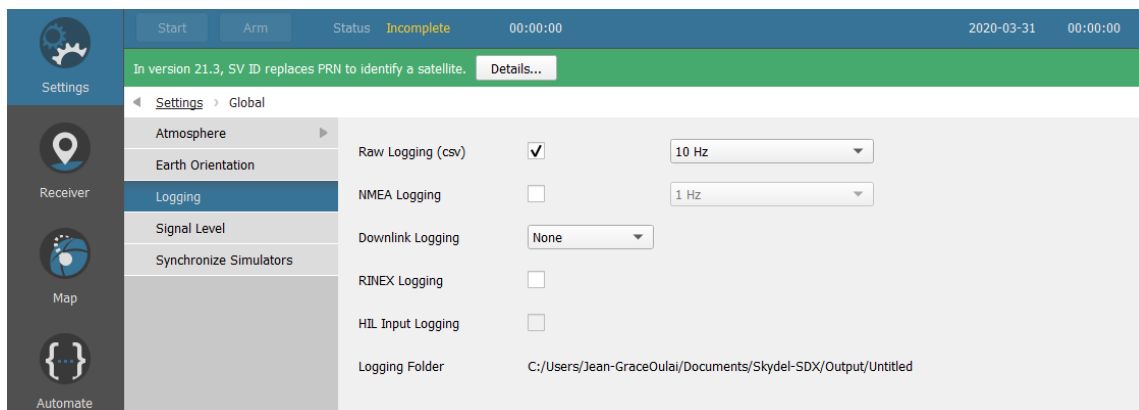 Start Arm Status Incomplete 00:00:00 2020-03-31 00:00:00
In version 21.3, SV ID replaces PRN to identify a satellite. Details...
Settings
Settings Global
Atmosphere
Earth Orientation
Logging
Signal Level
Synchronize Simulators
Receiver
Map
Automate
Raw Logging (csv) 10 Hz
NMEA Logging 1 Hz
Downlink Logging None
RINEX Logging
HIL Input Logging
Logging Folder C:/Users/Jean-GraceOulai/Documents/Skydel-SDX/Output/Untitled